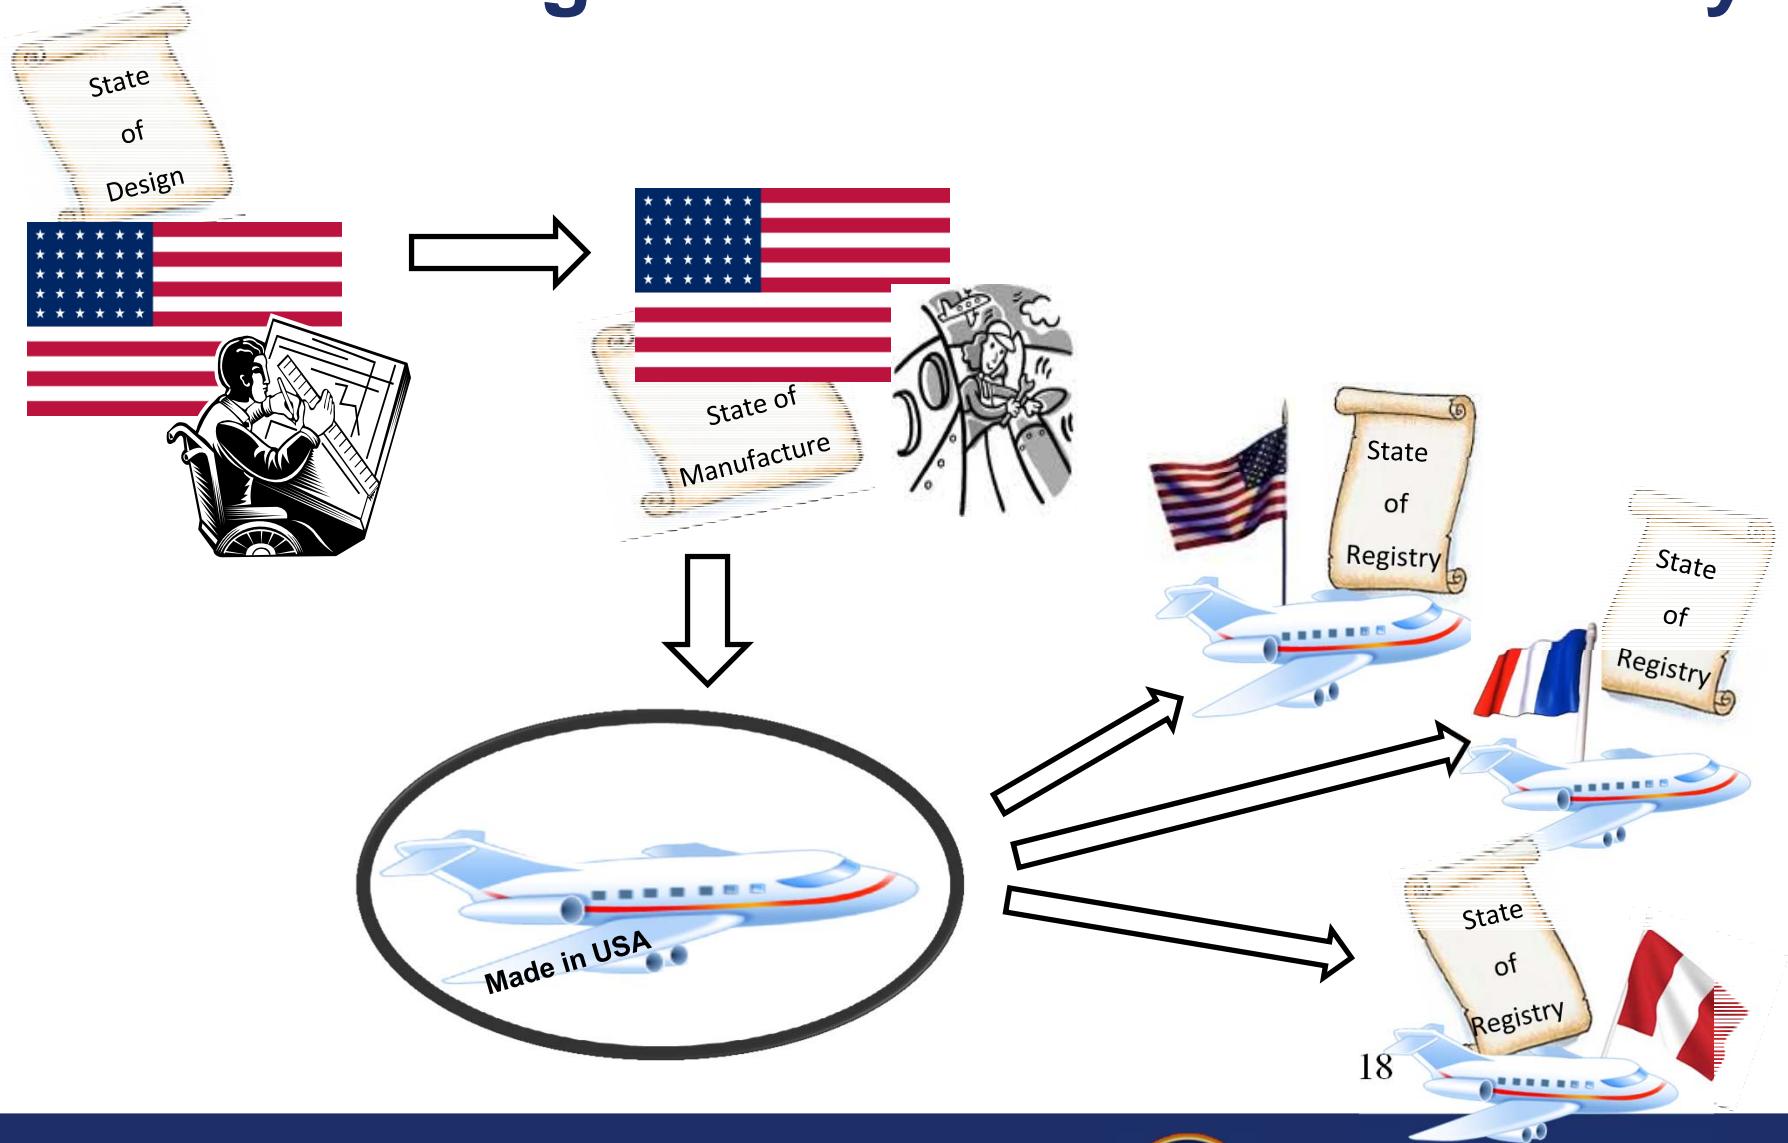 State
of
Design
State of
Manufacture
State
of
Registry
State
of
Registry
Made in USA
State
of
Registry
18